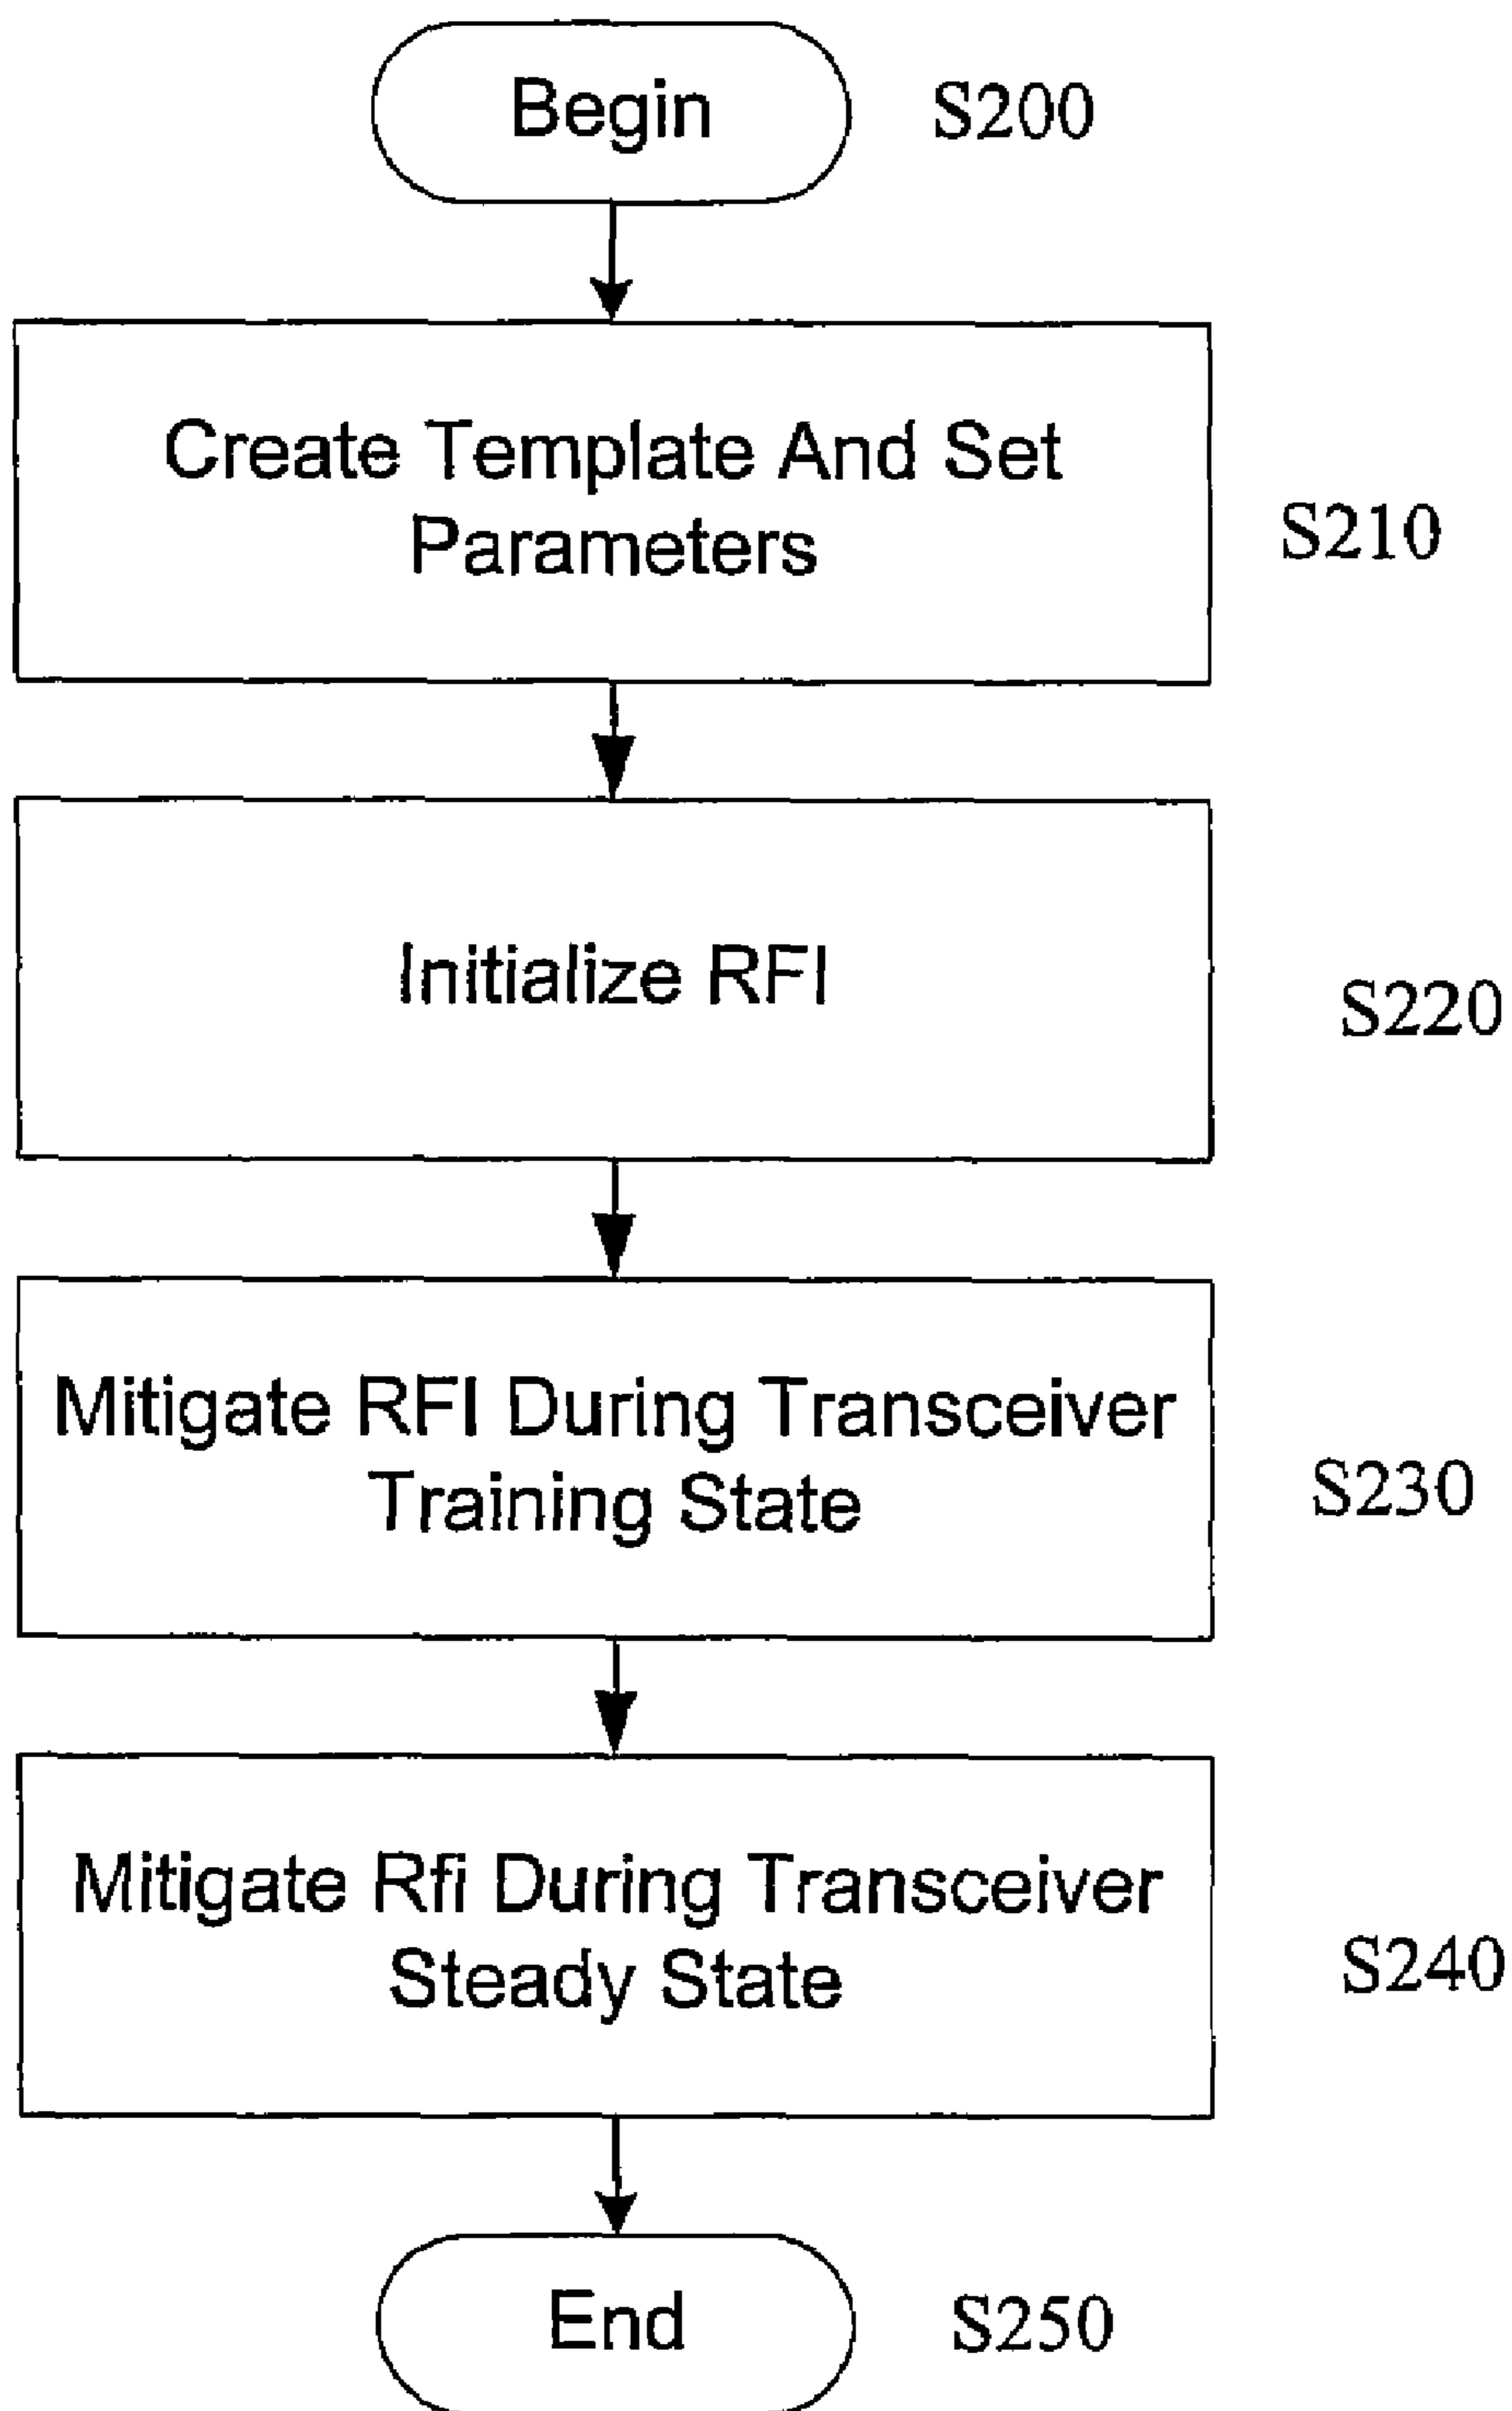 Begin
S200
Create Template And Set
Parameters
S210
Initialize RFI
S220
Mitigate RFI During Transceiver
Training State
S230
Mitigate Rfi During Transceiver
Steady State
S240
End
S250